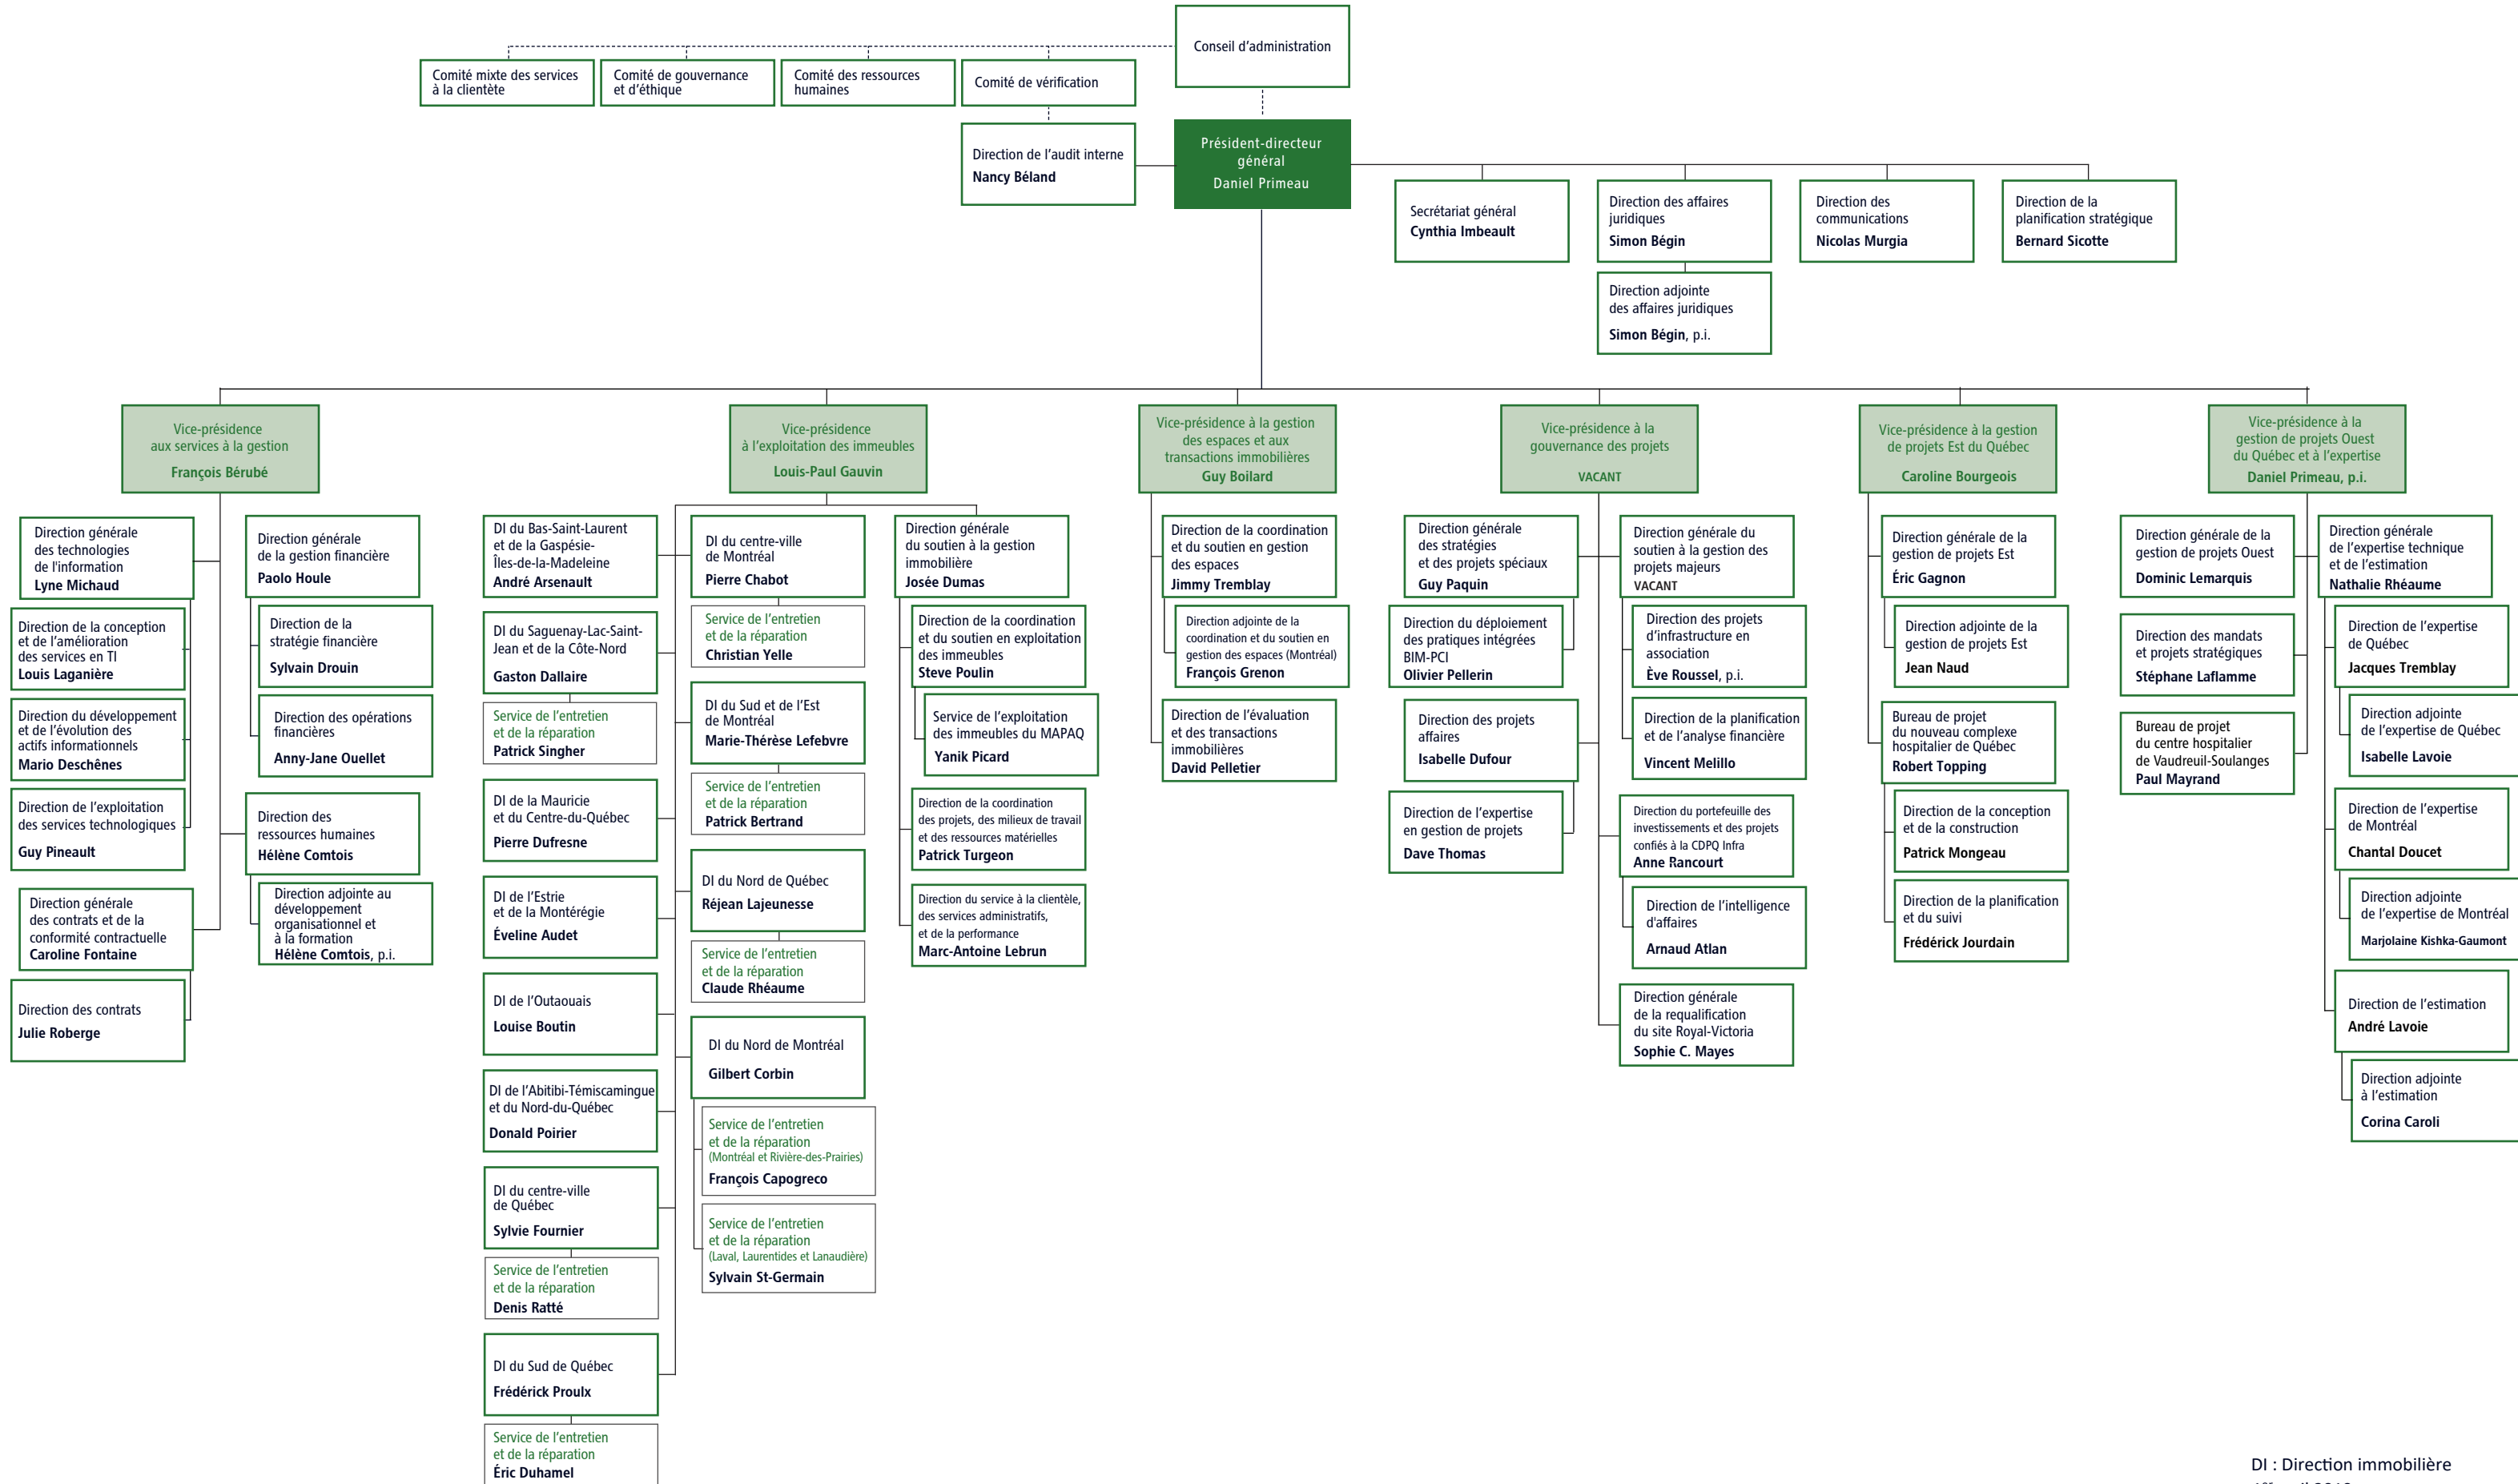 Conseil d’administration
Comité mixte des services
à la clientète
Comité de gouvernance
et d’éthique
Comité des ressources
humaines
Comité de vérification
Direction de l’audit interne
Nancy Béland
Président-directeur
général
Daniel Primeau
Secrétariat général
Cynthia Imbeault
Direction des affaires
juridiques
Simon Bégin
Direction des
communications
Nicolas Murgia
Direction de la
planification stratégique
Bernard Sicotte
Direction adjointe
des affaires juridiques
Simon Bégin, p.i.
Vice-présidence
aux services à la gestion
François Bérubé
Direction générale
des technologies
de l'information
Lyne Michaud
Direction de la conception
et de l’amélioration
des services en TI
Louis Laganière
Direction du développement
et de l’évolution des
actifs informationnels
Mario Deschênes
Direction de l’exploitation
des services technologiques
Guy Pineault
Direction générale
des contrats et de la
conformité contractuelle
Caroline Fontaine
Direction des contrats
Julie Roberge
Direction générale
de la gestion financière
Paolo Houle
Direction de la
stratégie financière
Sylvain Drouin
Direction des opérations
financières
Anny-Jane Ouellet
Direction des
ressources humaines
Hélène Comtois
Direction adjointe au
développement
organisationnel et
à la formation
Hélène Comtois, p.i.
Vice-présidence
à l’exploitation des immeubles
Louis-Paul Gauvin
DI du Bas-Saint-Laurent
et de la Gaspésie-
Îles-de-la-Madeleine
André Arsenault
DI du Saguenay-Lac-Saint-
Jean et de la Côte-Nord
Gaston Dallaire
Service de l’entretien
et de la réparation
Patrick Singher
DI de la Mauricie
et du Centre-du-Québec
Pierre Dufresne
DI de l’Estrie
et de la Montérégie
Éveline Audet
DI de l’Outaouais
Louise Boutin
DI de l’Abitibi-Témiscamingue
et du Nord-du-Québec
Donald Poirier
DI du centre-ville
de Québec
Sylvie Fournier
Service de l’entretien
et de la réparation
Denis Ratté
DI du Sud de Québec
Frédérick Proulx
Service de l’entretien
et de la réparation
Éric Duhamel
DI du centre-ville
de Montréal
Pierre Chabot
Service de l’entretien
et de la réparation
Christian Yelle
DI du Sud et de l’Est
de Montréal
Marie-Thérèse Lefebvre
Service de l’entretien
et de la réparation
Patrick Bertrand
DI du Nord de Québec
Réjean Lajeunesse
Service de l’entretien
et de la réparation
Claude Rhéaume
DI du Nord de Montréal
Gilbert Corbin
Service de l’entretien
et de la réparation
(Montréal et Rivière-des-Prairies)
François Capogreco
Service de l’entretien
et de la réparation
(Laval, Laurentides et Lanaudière)
Sylvain St-Germain
Direction générale
du soutien à la gestion
immobilière
Josée Dumas
Direction de la coordination
et du soutien en exploitation
des immeubles
Steve Poulin
Service de l’exploitation
des immeubles du MAPAQ
Yanik Picard
Direction de la coordination
des projets, des milieux de travail
et des ressources matérielles
Patrick Turgeon
Direction du service à la clientèle,
des services administratifs,
et de la performance
Marc-Antoine Lebrun
Vice-présidence à la gestion
des espaces et aux
transactions immobilières
Guy Boilard
Direction de la coordination
et du soutien en gestion
des espaces
Jimmy Tremblay
Direction adjointe de la
coordination et du soutien en
gestion des espaces (Montréal)
François Grenon
Direction de l’évaluation
et des transactions
immobilières
David Pelletier
Vice-présidence à la
gouvernance des projets
VACANT
Direction générale
des stratégies
et des projets spéciaux
Guy Paquin
Direction du déploiement
des pratiques intégrées
BIM-PCI
Olivier Pellerin
Direction des projets
affaires
Isabelle Dufour
Direction de l’expertise
en gestion de projets
Dave Thomas
Direction générale du
soutien à la gestion des
projets majeurs
VACANT
Direction des projets
d’infrastructure en
association
Ève Roussel, p.i.
Direction de la planification
et de l’analyse financière
Vincent Melillo
Direction du portefeuille des
investissements et des projets
confiés à la CDPQ Infra
Anne Rancourt
Direction de l’intelligence
d'affaires
Arnaud Atlan
Direction générale
de la requalification
du site Royal-Victoria
Sophie C. Mayes
Vice-présidence à la gestion
de projets Est du Québec
Caroline Bourgeois
Direction générale de la
gestion de projets Est
Éric Gagnon
Direction adjointe de la
gestion de projets Est
Jean Naud
Bureau de projet
du nouveau complexe
hospitalier de Québec
Robert Topping
Direction de la conception
et de la construction
Patrick Mongeau
Direction de la planification
et du suivi
Frédérick Jourdain
Vice-présidence à la
gestion de projets Ouest
du Québec et à l’expertise
Daniel Primeau, p.i.
Direction générale de la
gestion de projets Ouest
Dominic Lemarquis
Direction des mandats
et projets stratégiques
Stéphane Laflamme
Bureau de projet
du centre hospitalier
de Vaudreuil-Soulanges
Paul Mayrand
Direction générale
de l’expertise technique
et de l’estimation
Nathalie Rhéaume
Direction de l’expertise
de Québec
Jacques Tremblay
Direction adjointe
de l’expertise de Québec
Isabelle Lavoie
Direction de l’expertise
de Montréal
Chantal Doucet
Direction adjointe
de l’expertise de Montréal
Marjolaine Kishka-Gaumont
Direction de l’estimation
André Lavoie
Direction adjointe
à l’estimation
Corina Caroli
DI : Direction immobilière